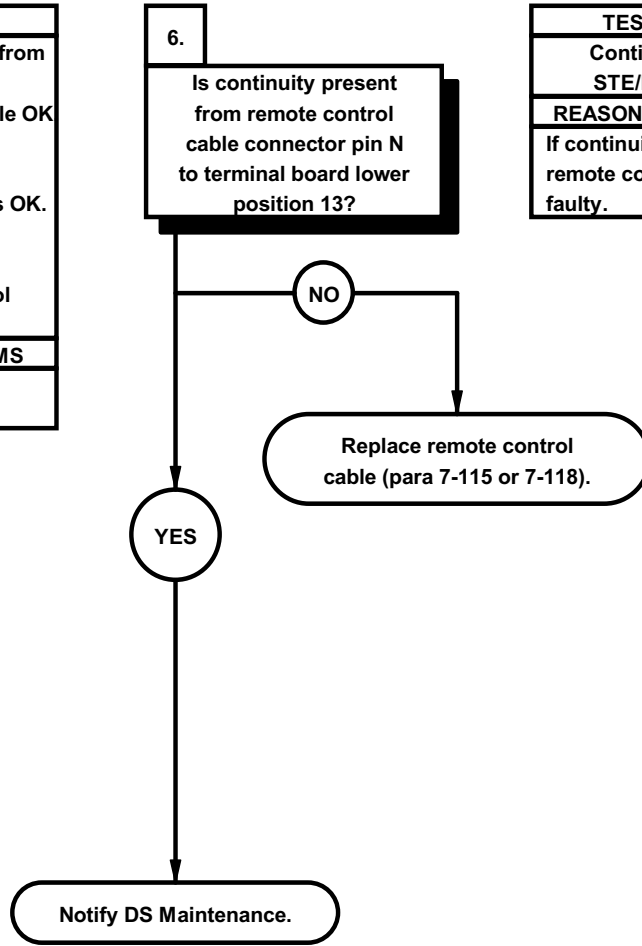 from
le OK
s OK.
ol
MS
6.
Is continuity present
from remote control
cable connector pin N
to terminal board lower
position 13?
TES
Conti
STE/
REASON
If continui
remote co
faulty.
NO
Replace remote control
cable (para 7-115 or 7-118).
YES
Notify DS Maintenance.